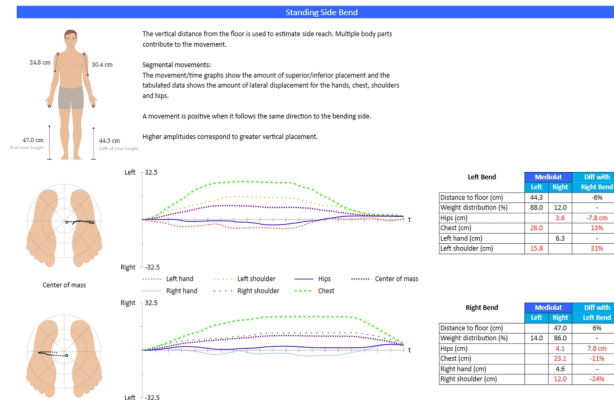 Standing Side Bend
The vertical distance from the floor is used to estimate side reach. Multiple body parts
contribute to the movement.
Segmental movements:
The movement/time graphs show the amount of superior/inferior placement and the
tabulated data shows the amount of lateral displacement for the hands, chest, shoulders
and hips.
A movement is positive when it follows the same direction to the bending side.
Higher amplitudes correspond to greater vertical placement.
24.8 cm
30.4 cm
47.0 cm
% of your height
44.3 cm
of your height
Left 32.5
t
Right -32.5
Left hand Left shoulder Hips Center of mass
Right hand Right shoulder Chest
Center of mass
Left Bend Mediolat Diff with
Left Right Right Bend
Distance to floor (cm) 44.3 -6%
Weight distribution (%) 88.0 12.0 -
Hips (cm) 3.6 -7.8 cm
Chest (cm) 26.0 13%
Left hand (cm) 6.3 -
Left shoulder (cm) 15.8 31%
Right 32.5
t
Left -32.5
Right Bend Mediolat Diff with
Left Right Left Bend
Distance to floor (cm) 47.0 6%
Weight distribution (%) 14.0 86.0 -
Hips (cm) 4.1 7.8 cm
Chest (cm) 23.1 -11%
Right hand (cm) 4.6 -
Right shoulder (cm) 12.0 -24%